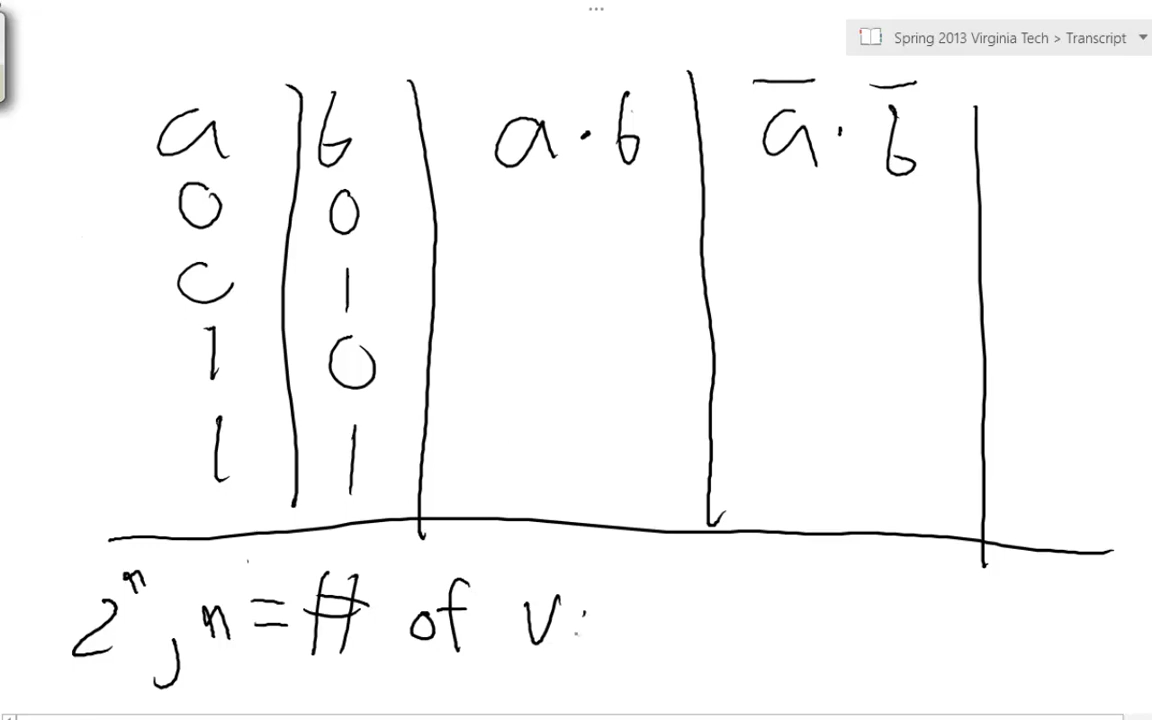 Spring 2013 Virginia Tech > Transcript
a b a · b a̅ · b̅
0 0
0 1
1 0
1 1
2ⁿ, n = # of v